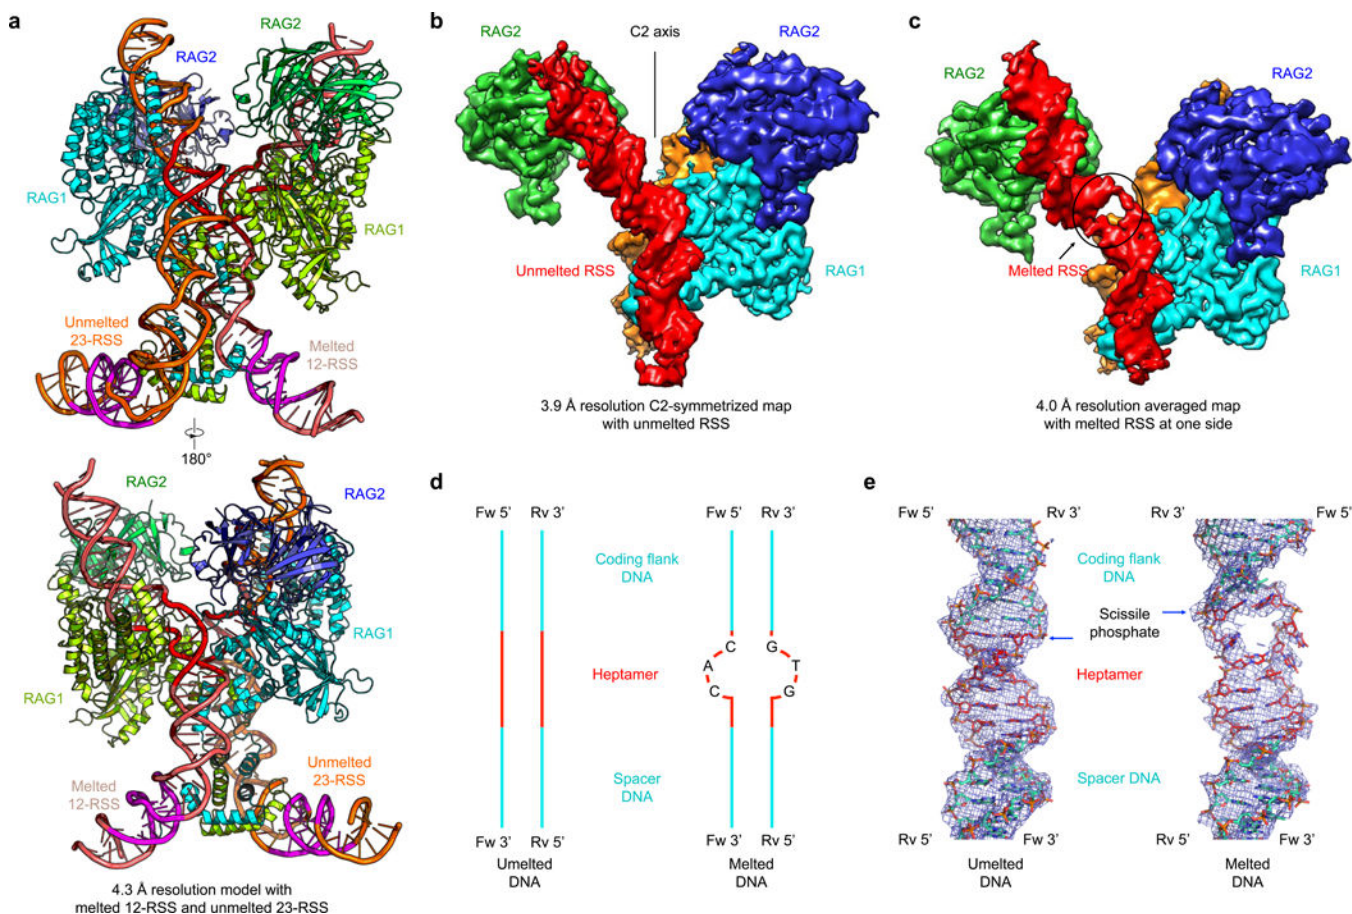 a
RAG2
RAG2
RAG1
RAG1
Unmelted
23-RSS
Melted
12-RSS
180°
RAG2
RAG2
RAG1
RAG1
Unmelted
23-RSS
Melted
12-RSS
4.3 Å resolution model with
melted 12-RSS and unmelted 23-RSS
b
RAG2
C2 axis
RAG2
Unmelted RSS
RAG1
3.9 Å resolution C2-symmetrized map
with unmelted RSS
c
RAG2
RAG2
Melted RSS
RAG1
4.0 Å resolution averaged map
with melted RSS at one side
d
Fw 5' Rv 3'
Fw 5' Rv 3'
Coding flank
DNA
C G
A T
C G
Heptamer
Spacer
DNA
Fw 3' Rv 5'
Fw 3' Rv 5'
Umelted
DNA
Melted
DNA
e
Fw 5' Rv 3'
Rv 3' Fw 5'
Coding flank
DNA
Scissile
phosphate
Heptamer
Spacer DNA
Rv 5' Fw 3'
Rv 5' Fw 3'
Umelted
DNA
Melted
DNA